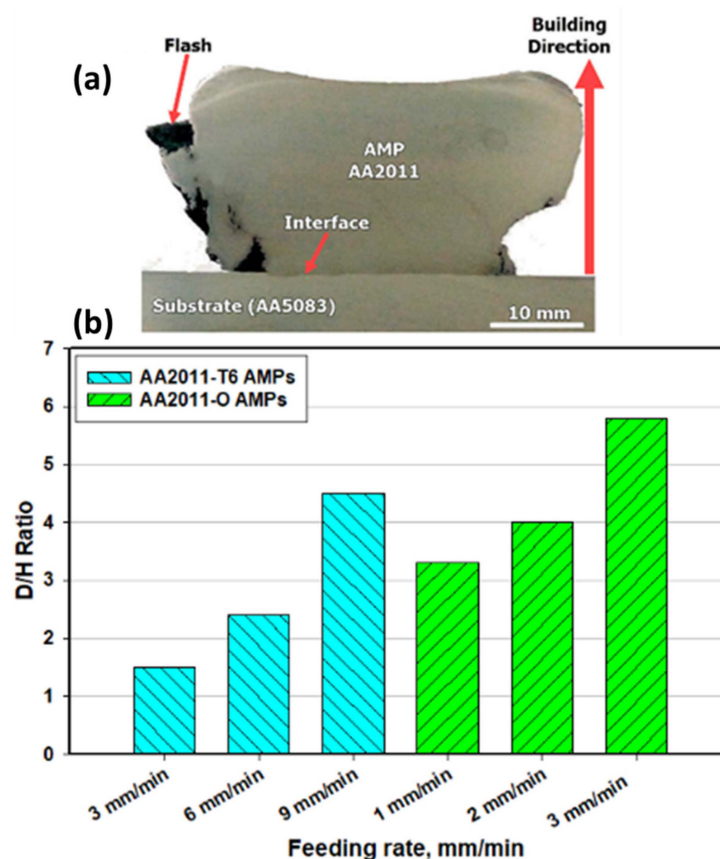 Flash
Building
Direction
(a)
AMP
AA2011
Interface
Substrate (AA5083)
10 mm
(b)
7
AA2011-T6 AMPs
AA2011-O AMPs
6
5
4
3
2
1
0
D/H Ratio
3 mm/min
6 mm/min
9 mm/min
1 mm/min
2 mm/min
3 mm/min
Feeding rate, mm/min